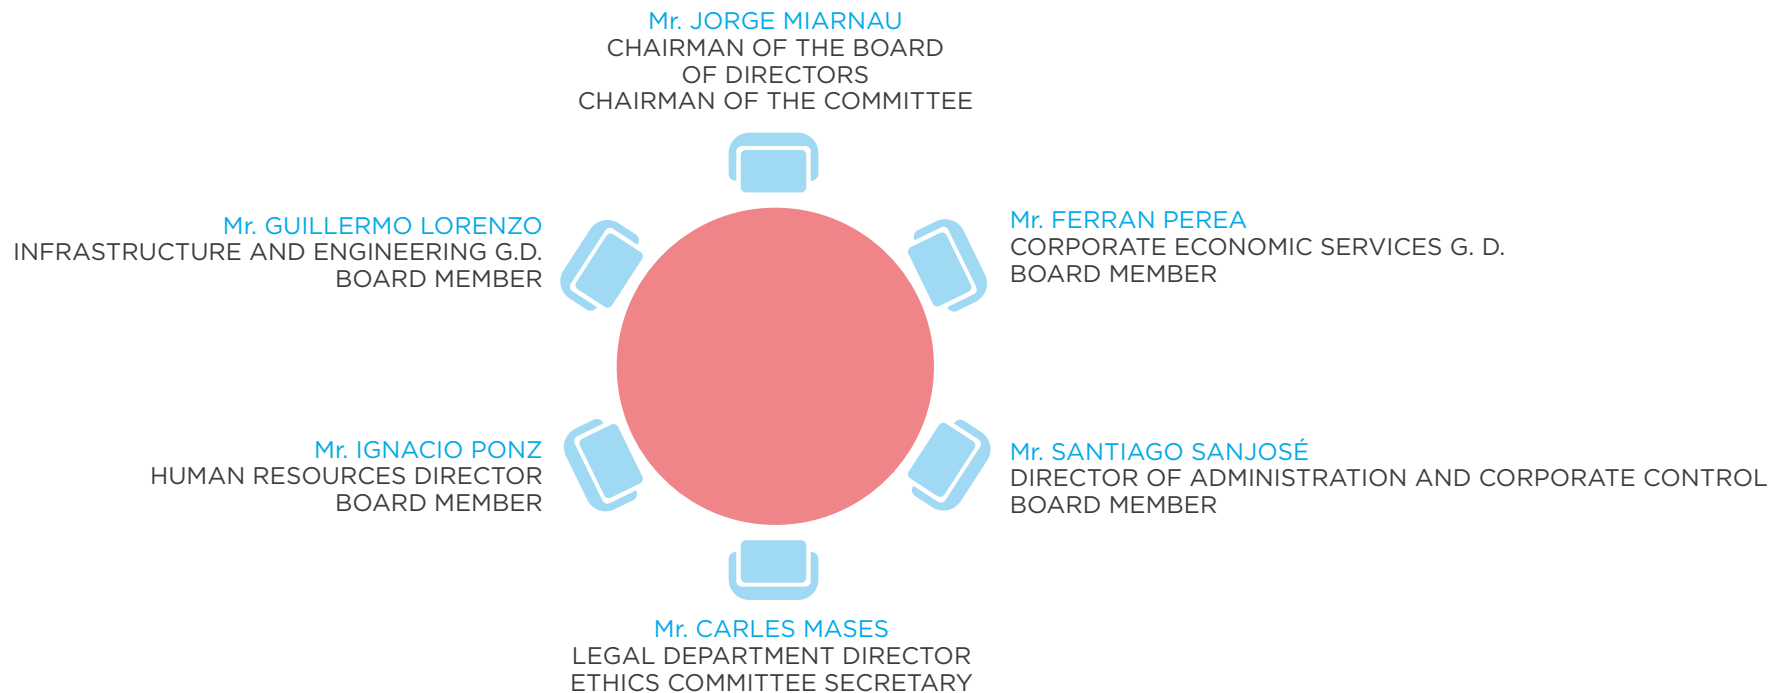 Mr. JORGE MIARNAU
CHAIRMAN OF THE BOARD
OF DIRECTORS
CHAIRMAN OF THE COMMITTEE
Mr. GUILLERMO LORENZO
INFRASTRUCTURE AND ENGINEERING G.D.
BOARD MEMBER
Mr. FERRAN PEREA
CORPORATE ECONOMIC SERVICES G. D.
BOARD MEMBER
Mr. IGNACIO PONZ
HUMAN RESOURCES DIRECTOR
BOARD MEMBER
Mr. SANTIAGO SANJOSÉ
DIRECTOR OF ADMINISTRATION AND CORPORATE CONTROL
BOARD MEMBER
Mr. CARLES MASES
LEGAL DEPARTMENT DIRECTOR
ETHICS COMMITTEE SECRETARY